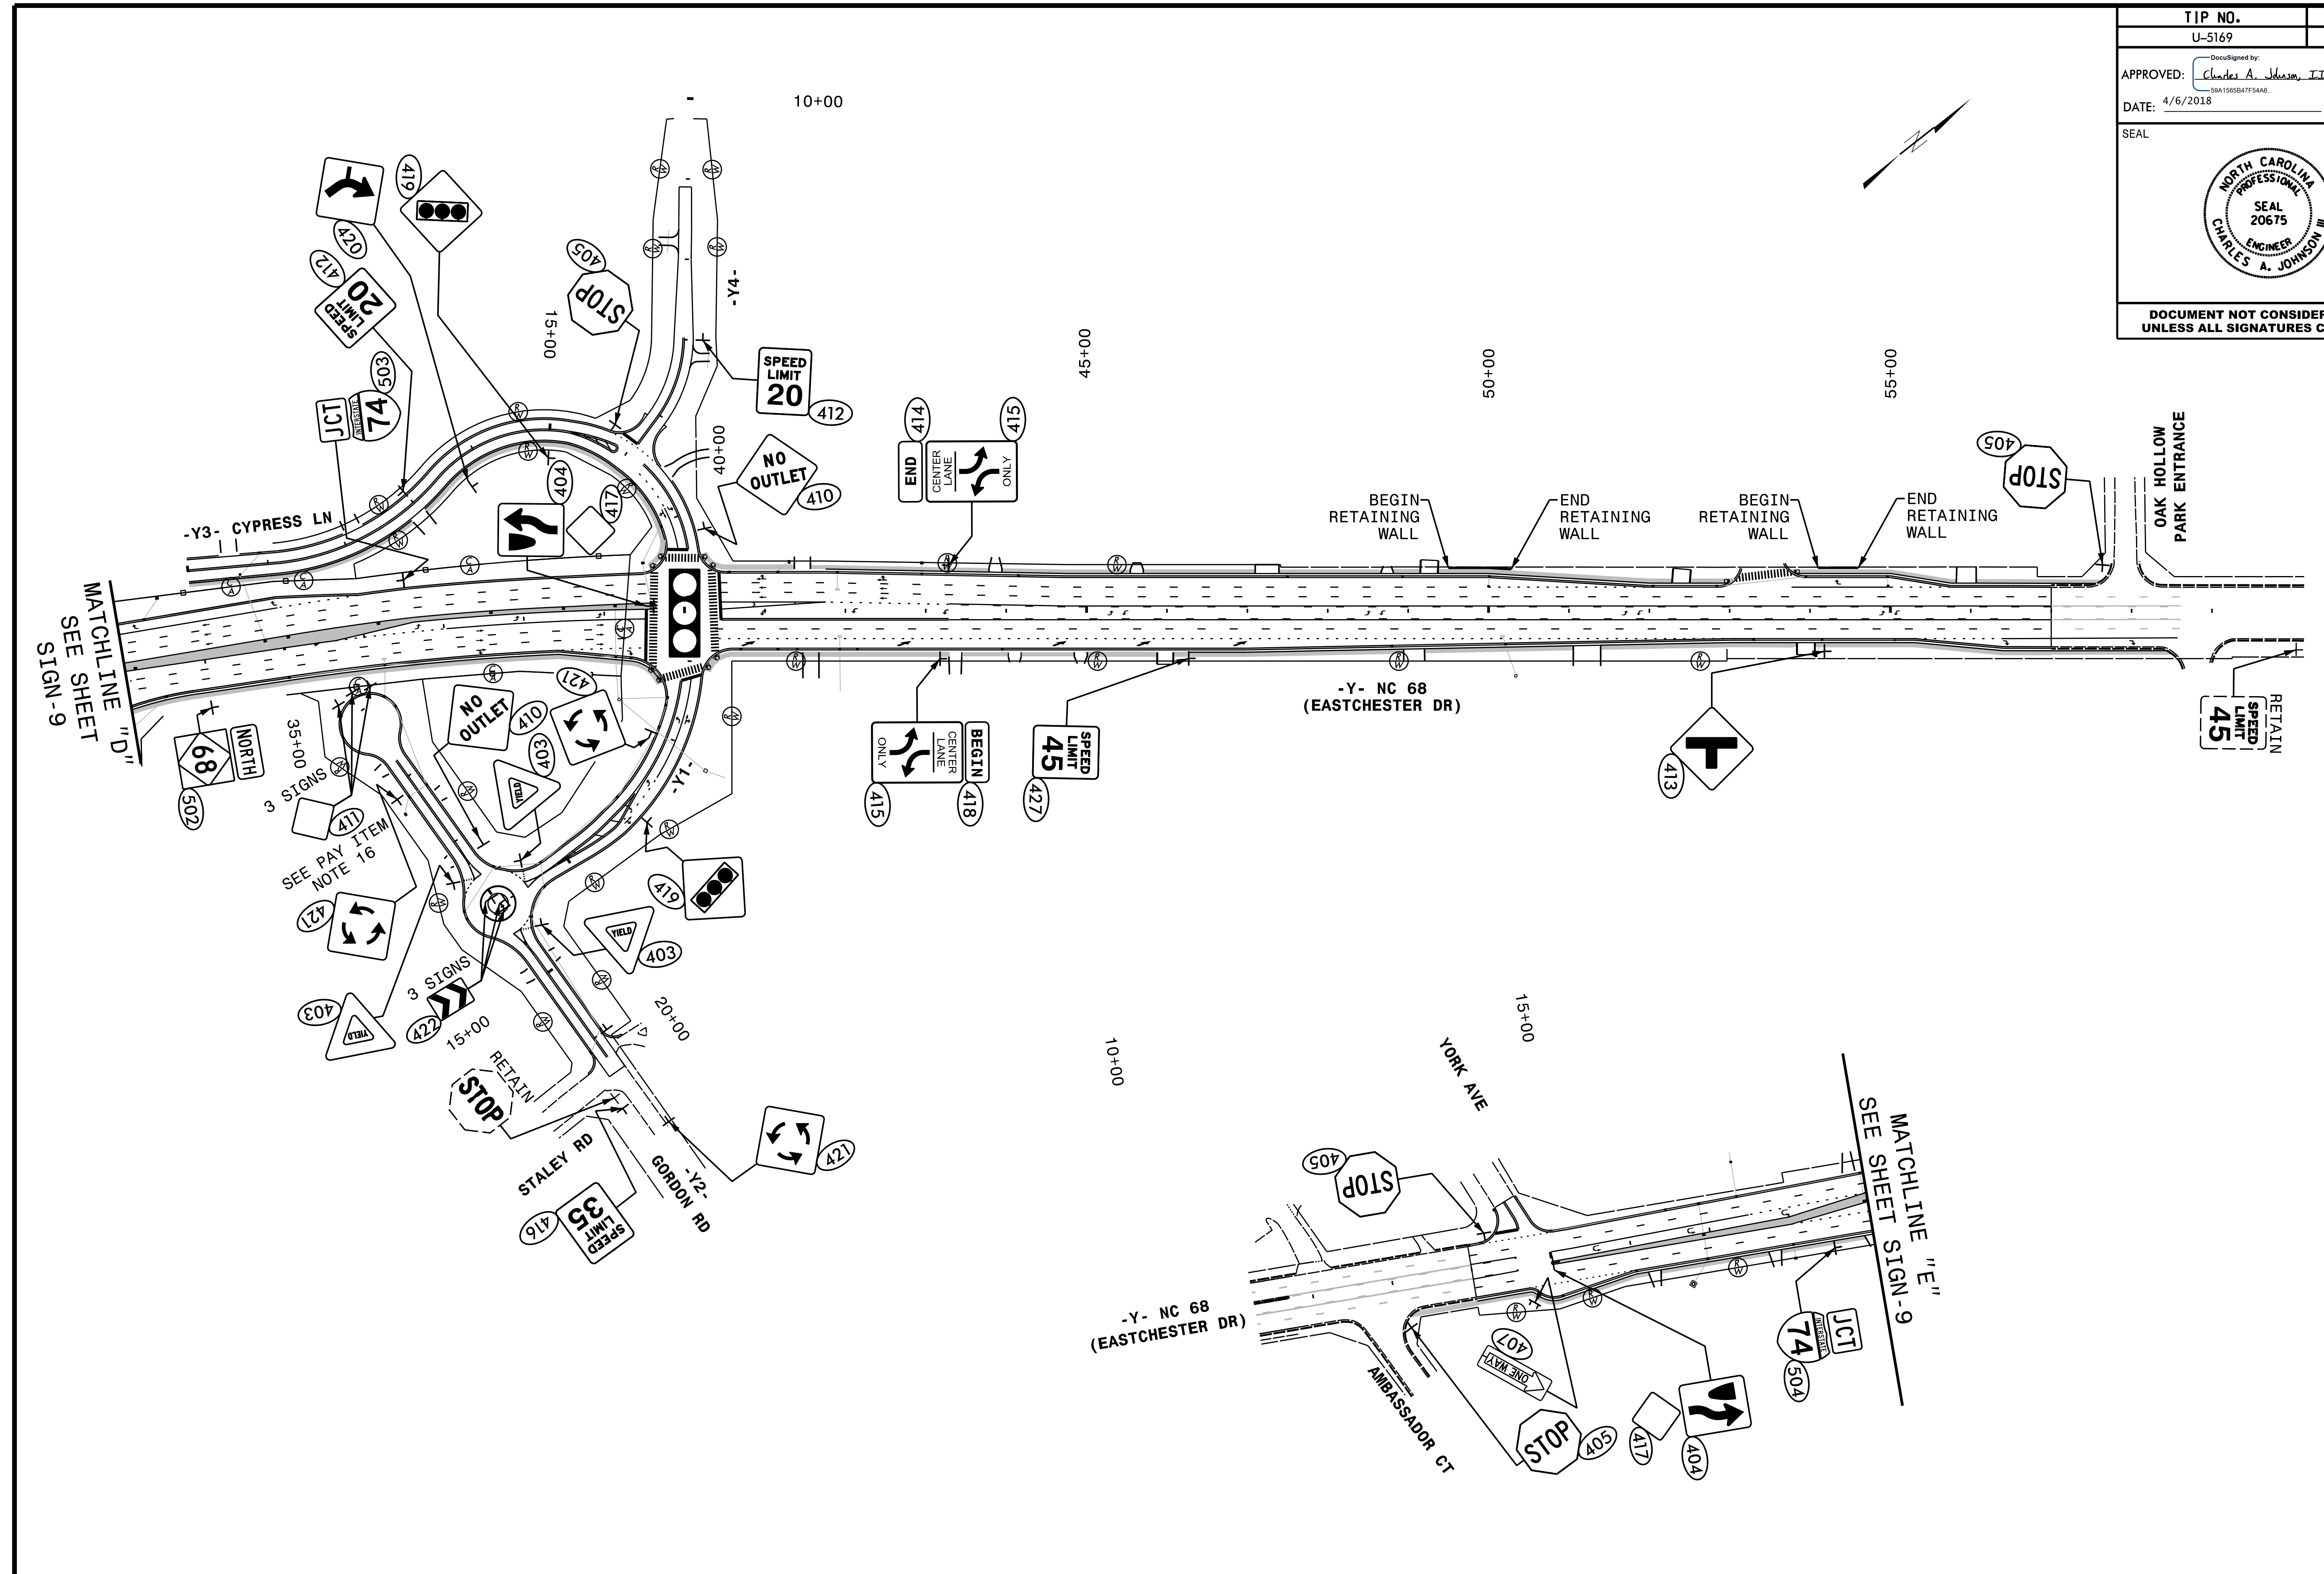 TIP NO.
U-5169
DocuSigned by:
APPROVED: Charles A. Johnson, II
59A1565B47F54A6...
DATE: 4/6/2018
SEAL
NORTH CAROLINA
PROFESSIONAL
SEAL
20675
ENGINEER
CHARLES A. JOHNSON III
DOCUMENT NOT CONSIDER
UNLESS ALL SIGNATURES C
10+00
419
420
412
SPEED
LIMIT
20
503
JCT
INTERSTATE
74
15+00
405
STOP
-Y4-
SPEED
LIMIT
20
412
40+00
NO
OUTLET
410
404
417
-Y3- CYPRESS LN
414
END
415
CENTER
LANE
ONLY
45+00
50+00
55+00
BEGIN
RETAINING
WALL
END
RETAINING
WALL
BEGIN
RETAINING
WALL
END
RETAINING
WALL
405
STOP
OAK HOLLOW
PARK ENTRANCE
MATCHLINE "D"
SEE SHEET
SIGN-9
NORTH
68
502
35+00
3 SIGNS
411
SEE PAY ITEM
NOTE 16
NO
OUTLET
410
421
403
YIELD
-Y1-
BEGIN
418
CENTER
LANE
ONLY
415
SPEED
LIMIT
45
427
-Y- NC 68
(EASTCHESTER DR)
413
RETAIN
SPEED
LIMIT
45
419
421
YIELD
403
403
YIELD
3 SIGNS
422
15+00
20+00
RETAIN
STOP
STALEY RD
-Y2-
GORDON RD
421
416
SPEED
LIMIT
35
10+00
15+00
YORK AVE
405
STOP
MATCHLINE "E"
SEE SHEET SIGN-9
-Y- NC 68
(EASTCHESTER DR)
AMBASSADOR CT
407
ONE WAY
STOP
405
417
404
JCT
INTERSTATE
74
504